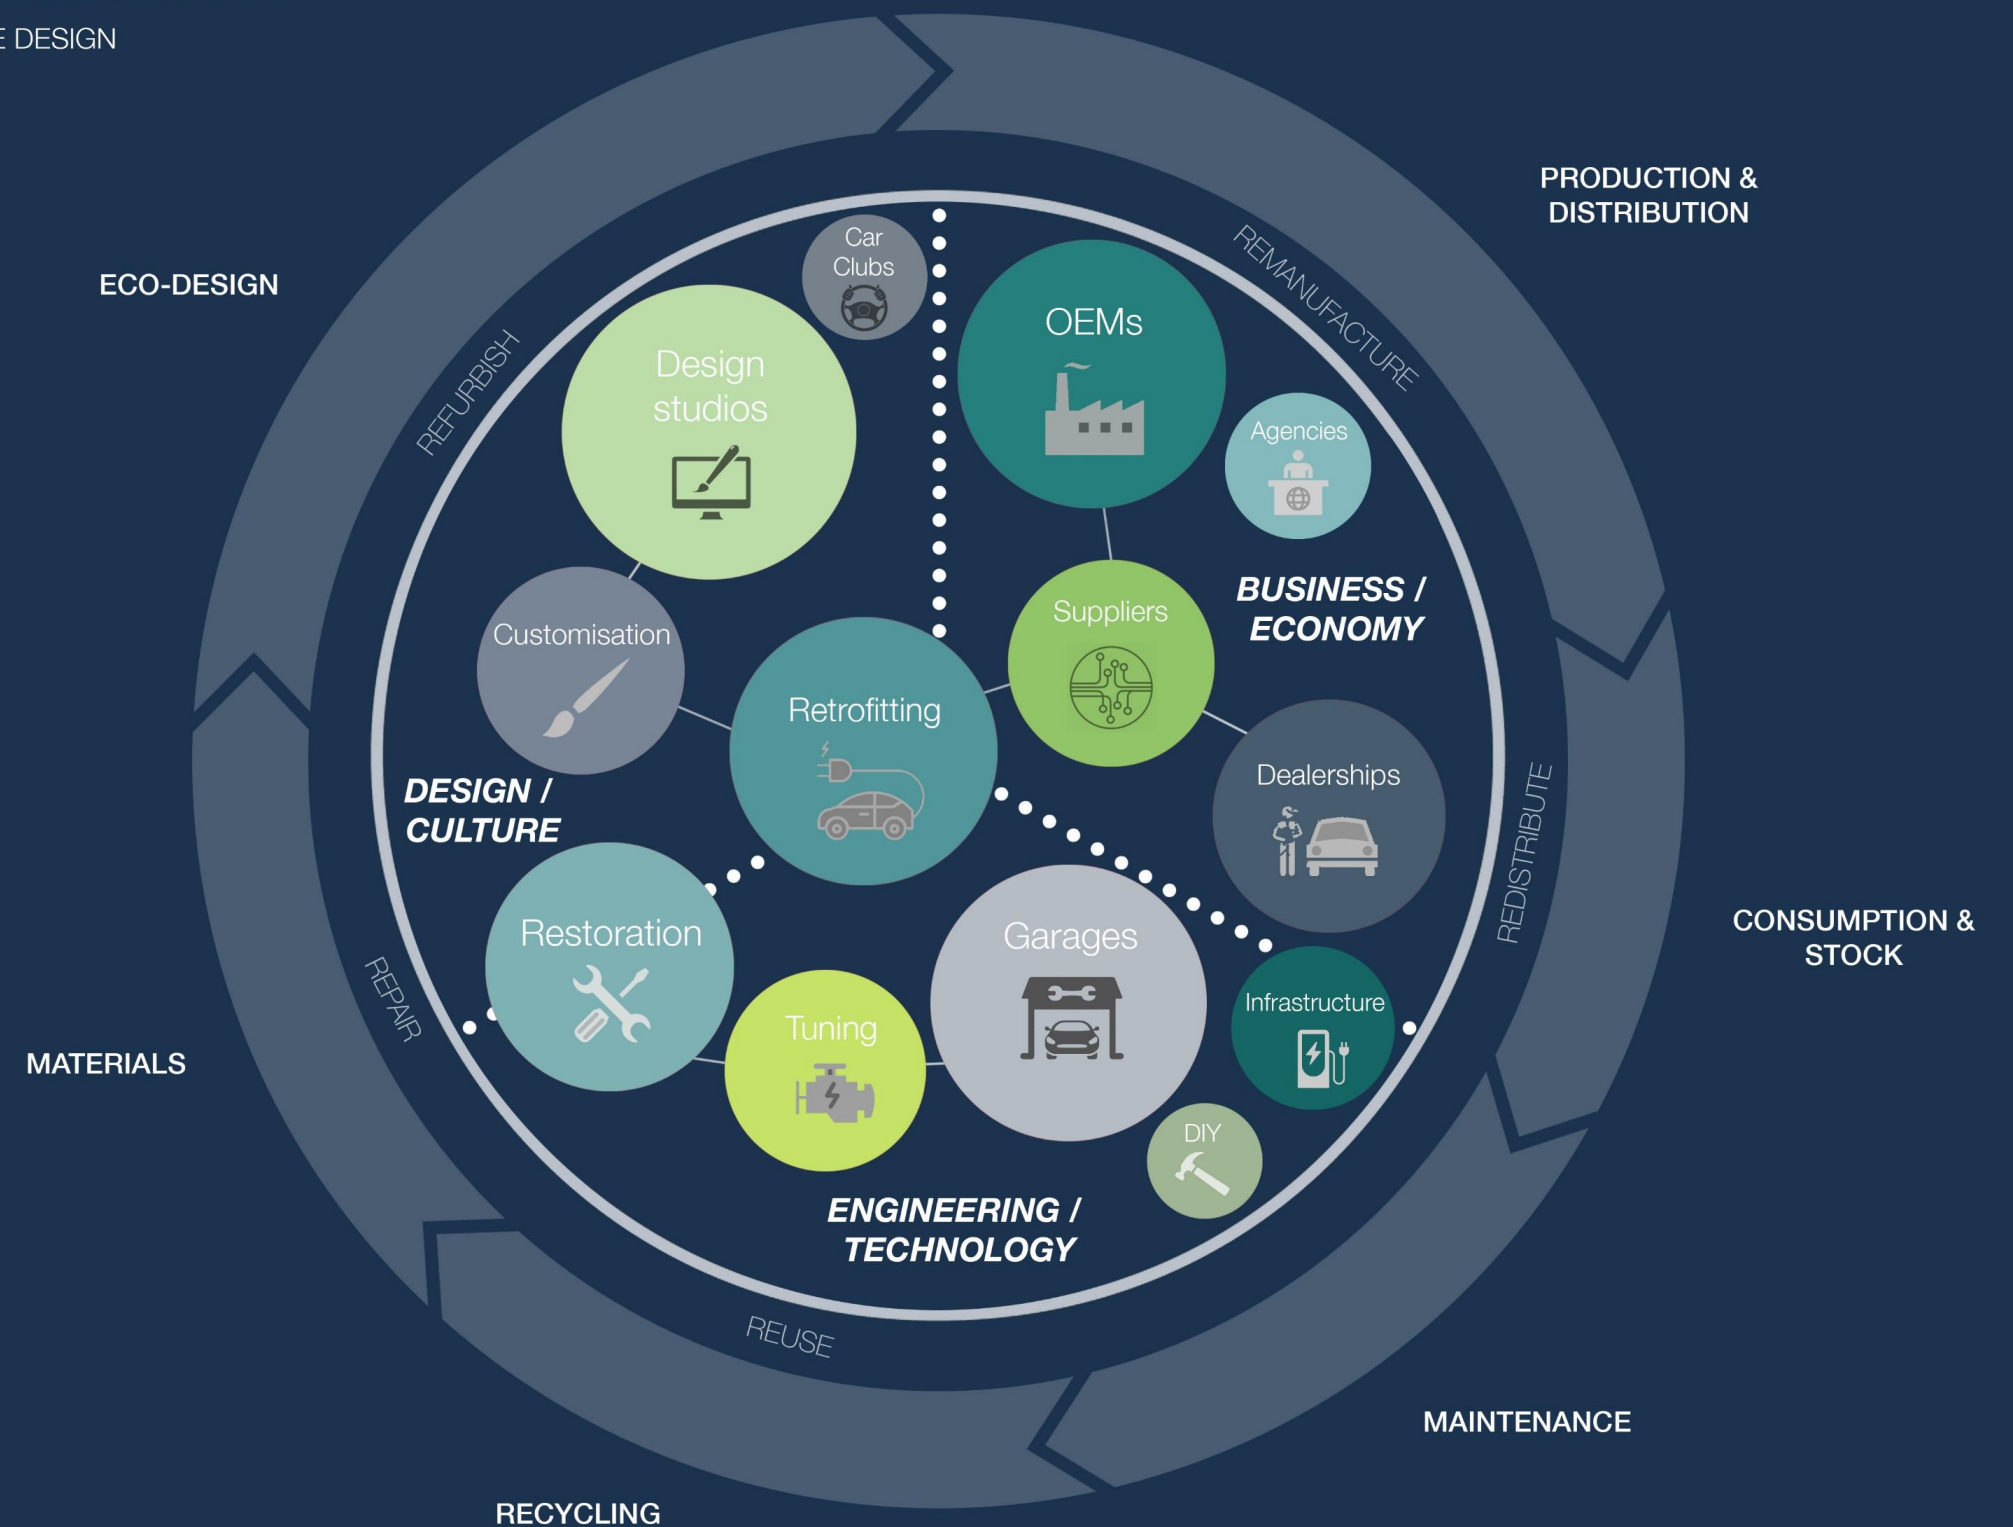 DESIGN
PRODUCTION &
DISTRIBUTION
ECO-DESIGN
REFURBISH
REMANUFACTURE
Car
Clubs
Design
studios
OEMs
Agencies
BUSINESS /
ECONOMY
Customisation
Suppliers
Retrofitting
DESIGN /
CULTURE
Dealerships
REDISTRIBUTE
CONSUMPTION &
STOCK
Restoration
Garages
Infrastructure
REPAIR
Tuning
MATERIALS
DIY
ENGINEERING /
TECHNOLOGY
REUSE
MAINTENANCE
RECYCLING